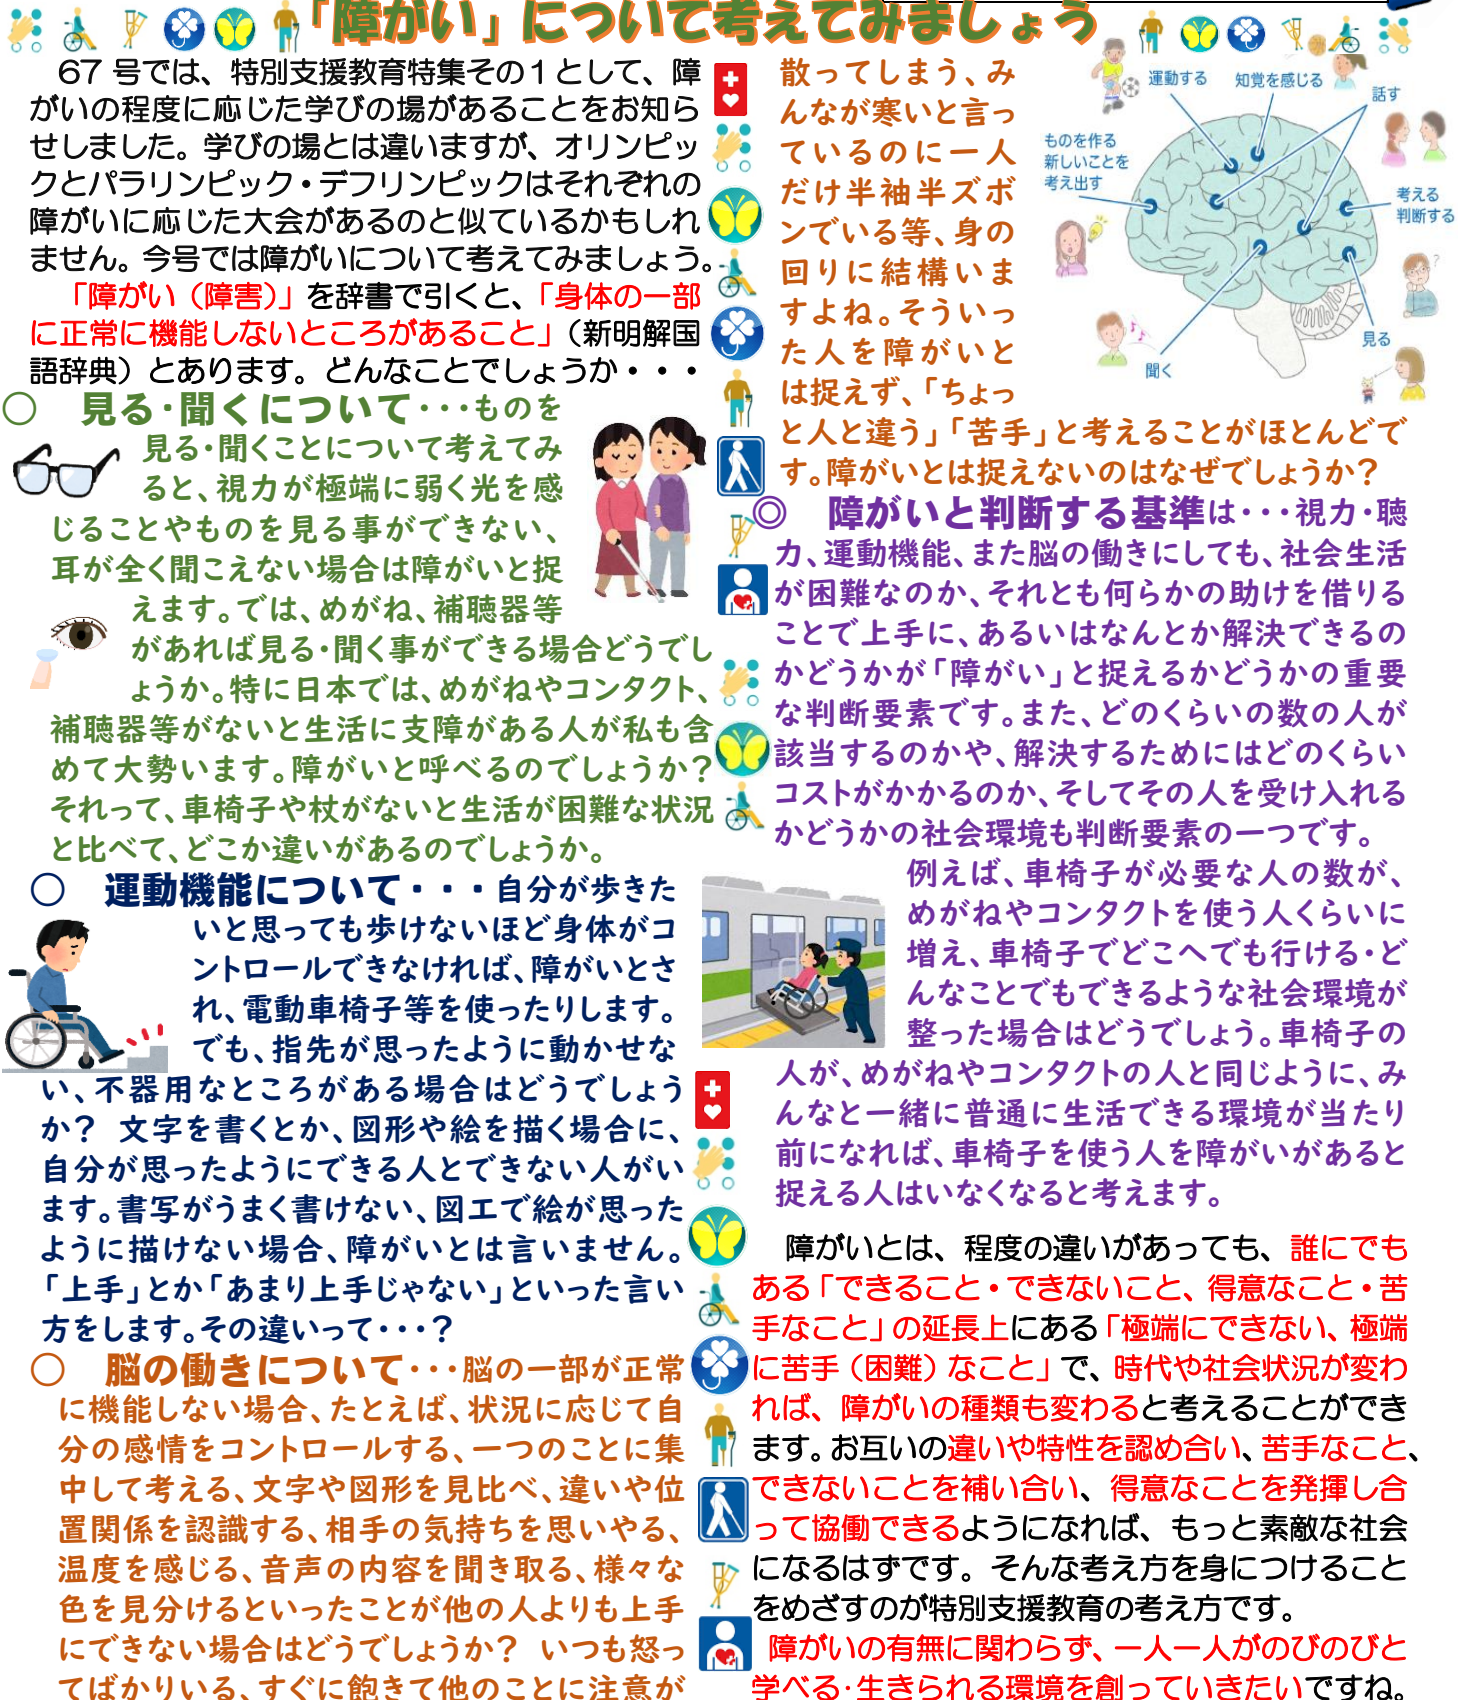 「障がい」について考えてみましょう
67 号では、特別支援教育特集その１として、障
がいの程度に応じた学びの場があることをお知ら
せしました。学びの場とは違いますが、オリンピッ
クとパラリンピック・デフリンピックはそれぞれの
障がいに応じた大会があるのと似ているかもしれ
ません。今号では障がいについて考えてみましょう。
「障がい（障害）」を辞書で引くと、「身体の一部
に正常に機能しないところがあること」（新明解国
語辞典）とあります。どんなことでしょうか・・・
○　見る・聞くについて・・・ものを
見る・聞くことについて考えてみ
ると、視力が極端に弱く光を感
じることやものを見る事ができない、
耳が全く聞こえない場合は障がいと捉
えます。では、めがね、補聴器等
があれば見る・聞く事ができる場合どうでし
ょうか。特に日本では、めがねやコンタクト、
補聴器等がないと生活に支障がある人が私も含
めて大勢います。障がいと呼べるのでしょうか？
それって、車椅子や杖がないと生活が困難な状況
と比べて、どこか違いがあるのでしょうか。
○　運動機能について・・・自分が歩きた
いと思っても歩けないほど身体がコ
ントロールできなければ、障がいとさ
れ、電動車椅子等を使ったりします。
でも、指先が思ったように動かせな
い、不器用なところがある場合はどうでしょう
か？　文字を書くとか、図形や絵を描く場合に、
自分が思ったようにできる人とできない人がい
ます。書写がうまく書けない、図工で絵が思った
ように描けない場合、障がいとは言いません。
「上手」とか「あまり上手じゃない」といった言い
方をします。その違いって・・・？
○　脳の働きについて・・・脳の一部が正常
に機能しない場合、たとえば、状況に応じて自
分の感情をコントロールする、一つのことに集
中して考える、文字や図形を見比べ、違いや位
置関係を認識する、相手の気持ちを思いやる、
温度を感じる、音声の内容を聞き取る、様々な
色を見分けるといったことが他の人よりも上手
にできない場合はどうでしょうか？　いつも怒っ
てばかりいる、すぐに飽きて他のことに注意が
散ってしまう、み
んなが寒いと言っ
ているのに一人
だけ半袖半ズボ
ンでいる等、身の
回りに結構いま
すよね。そういっ
た人を障がいと
は捉えず、「ちょっ
と人と違う」「苦手」と考えることがほとんどで
す。障がいとは捉えないのはなぜでしょうか？
運動する
知覚を感じる
話す
ものを作る
新しいことを
考え出す
考える
判断する
見る
聞く
◎　障がいと判断する基準は・・・視力・聴
力、運動機能、また脳の働きにしても、社会生活
が困難なのか、それとも何らかの助けを借りる
ことで上手に、あるいはなんとか解決できるの
かどうかが「障がい」と捉えるかどうかの重要
な判断要素です。また、どのくらいの数の人が
該当するのかや、解決するためにはどのくらい
コストがかかるのか、そしてその人を受け入れる
かどうかの社会環境も判断要素の一つです。
例えば、車椅子が必要な人の数が、
めがねやコンタクトを使う人くらいに
増え、車椅子でどこへでも行ける・ど
んなことでもできるような社会環境が
整った場合はどうでしょう。車椅子の
人が、めがねやコンタクトの人と同じように、み
んなと一緒に普通に生活できる環境が当たり
前になれば、車椅子を使う人を障がいがあると
捉える人はいなくなると考えます。
障がいとは、程度の違いがあっても、誰にでも
ある「できること・できないこと、得意なこと・苦
手なこと」の延長上にある「極端にできない、極端
に苦手（困難）なこと」で、時代や社会状況が変わ
れば、障がいの種類も変わると考えることができ
ます。お互いの違いや特性を認め合い、苦手なこと、
できないことを補い合い、得意なことを発揮し合
って協働できるようになれば、もっと素敵な社会
になるはずです。そんな考え方を身につけること
をめざすのが特別支援教育の考え方です。
障がいの有無に関わらず、一人一人がのびのびと
学べる・生きられる環境を創っていきたいですね。